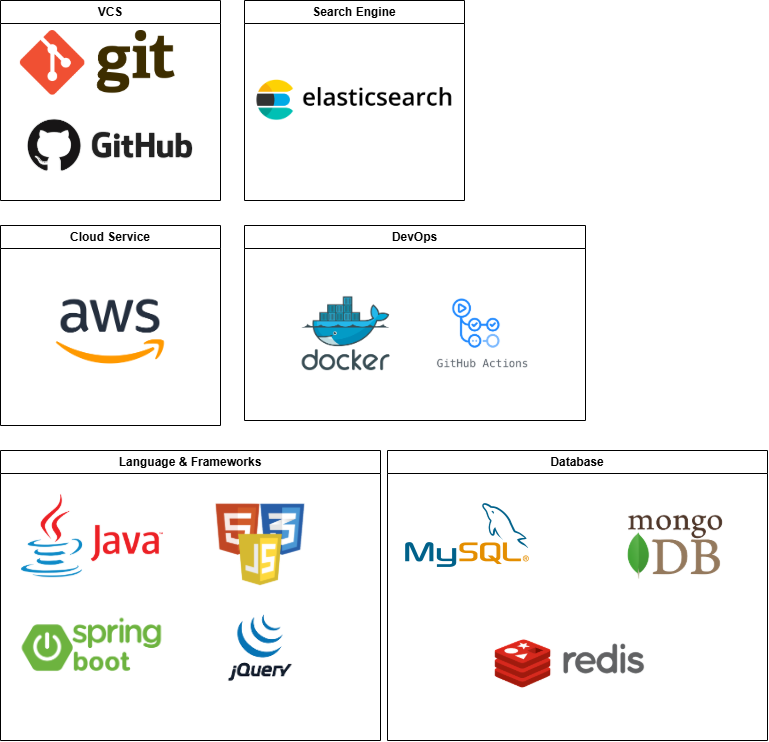 VCS
git
GitHub
Search Engine
elasticsearch
Cloud Service
aws
DevOps
docker
GitHub Actions
Language & Frameworks
Java™
5 3
JS
spring
boot
jQuery
Database
MySQL®
mongo
DB
redis